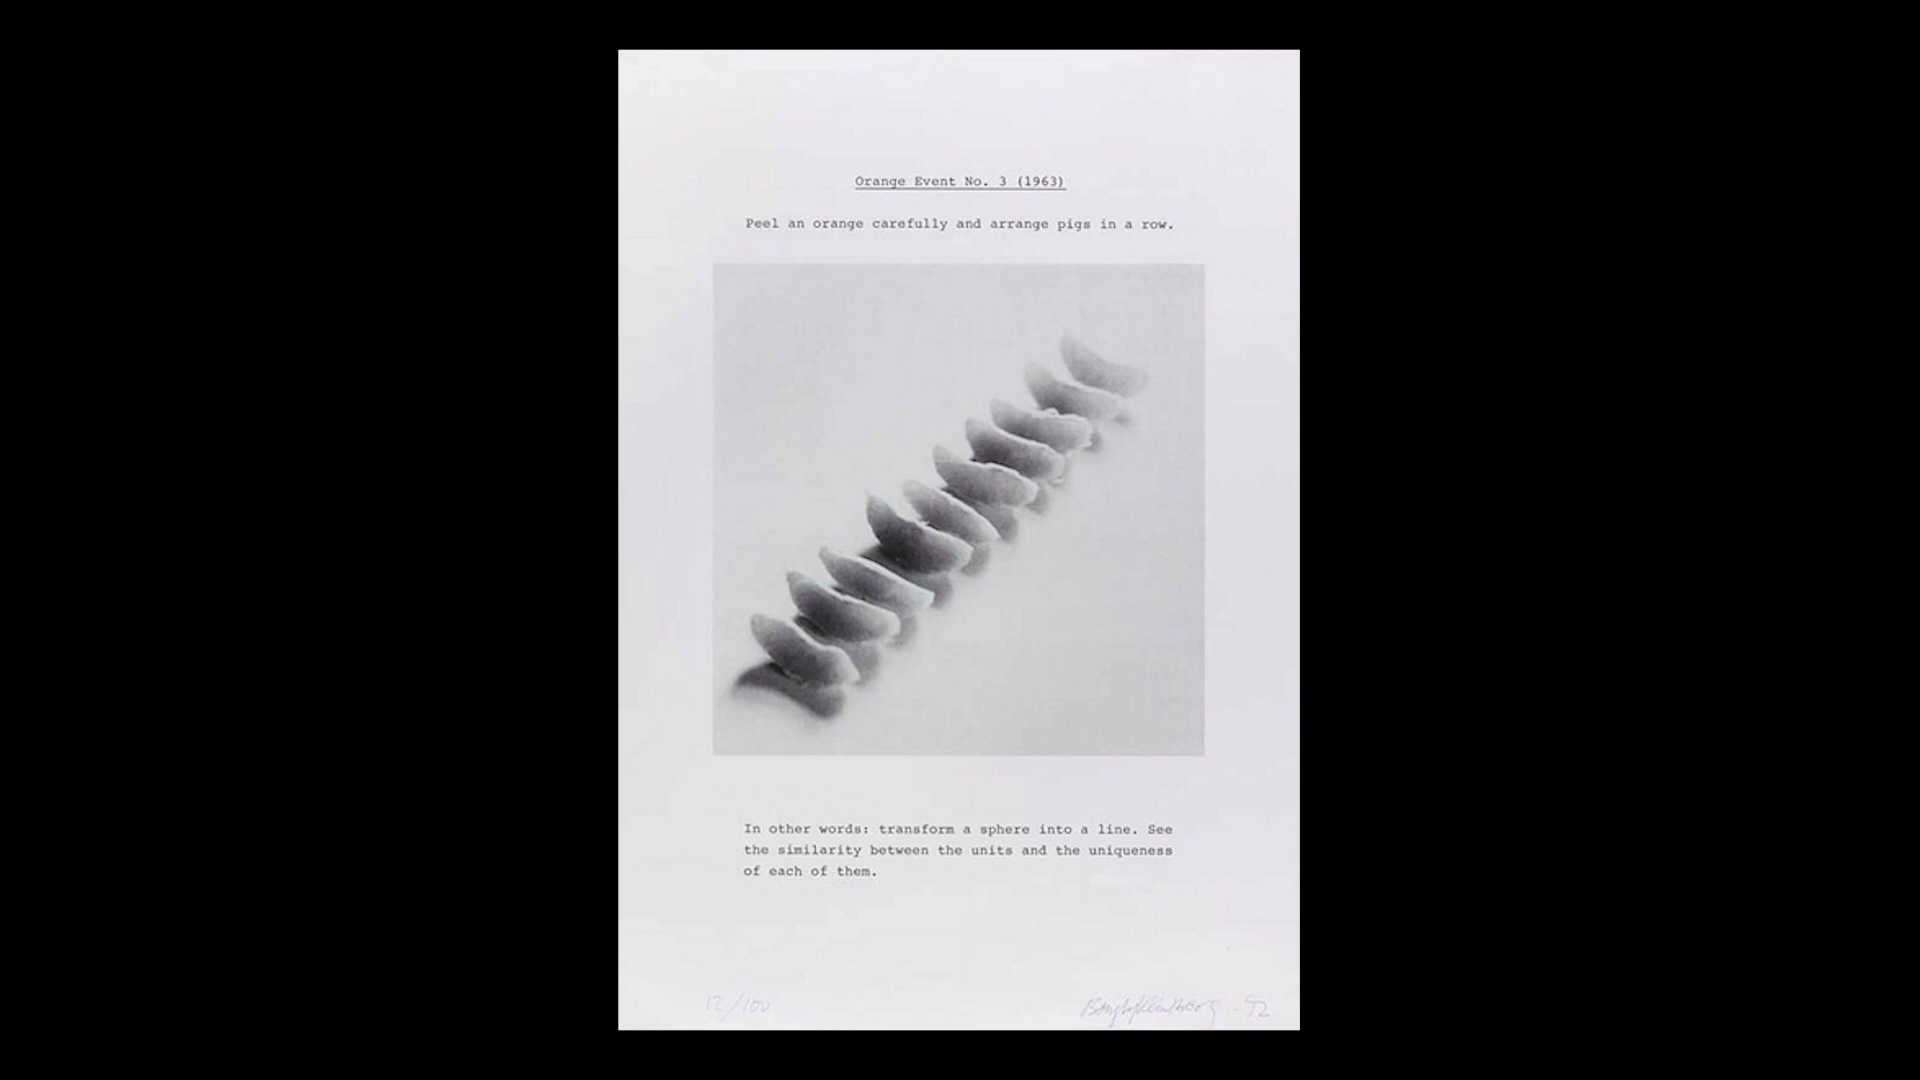 Orange Event No. 3 (1963)
Peel an orange carefully and arrange pigs in a row.
In other words: transform a sphere into a line. See
the similarity between the units and the uniqueness
of each of them.
12/100
-92